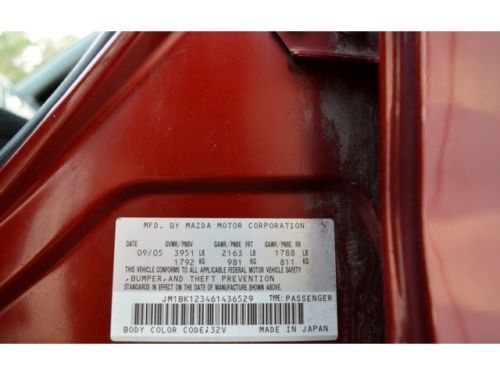 MFD. BY MAZDA MOTOR CORPORATION
DATE GVWR/PNBV GAWR/PNBE FRT GAWR/PNBE RR
09/05 3951 LB 2163 LB 1788 LB
1792 KG 981 KG 811 KG
THIS VEHICLE CONFORMS TO ALL APPLICABLE FEDERAL MOTOR VEHICLE SAFETY
, BUMPER, AND THEFT PREVENTION
STANDARDS IN EFFECT ON THE DATE OF MANUFACTURE SHOWN ABOVE.
JM1BK123461436529 TYPE: PASSENGER
BODY COLOR CODE; 32V MADE IN JAPAN